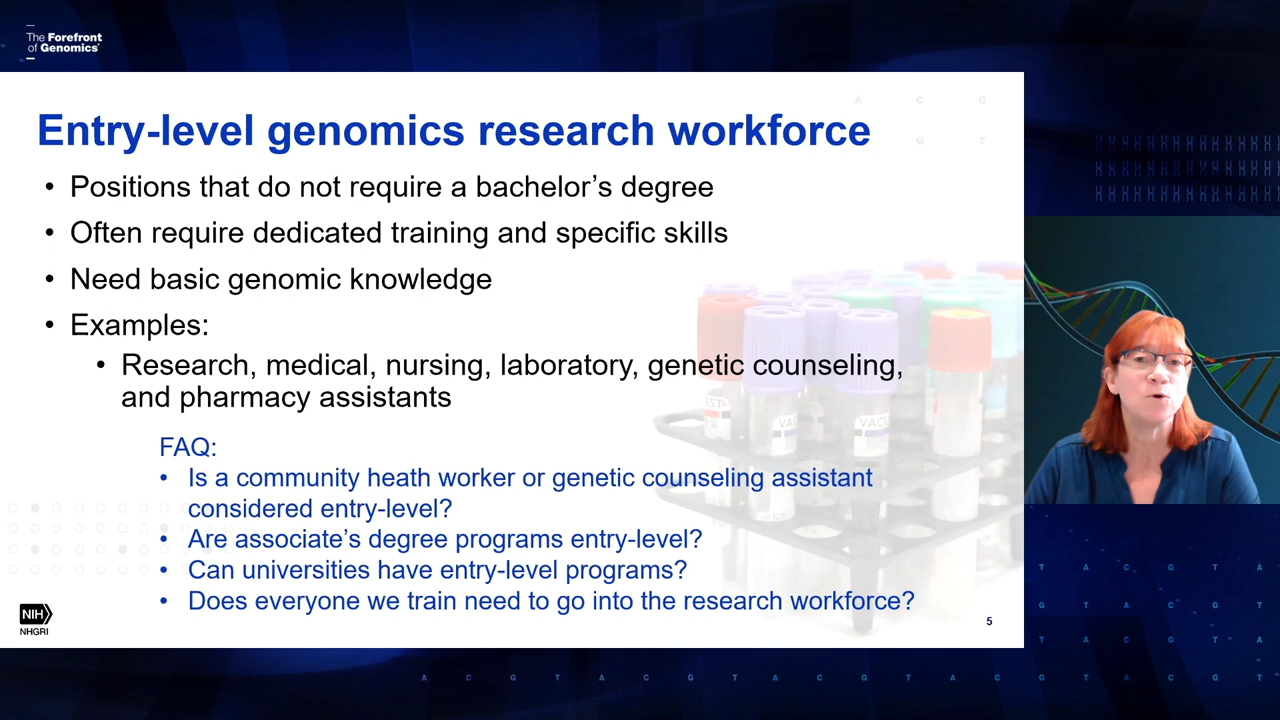 The Forefront
of Genomics®
A C G
G T
Entry-level genomics research workforce
• Positions that do not require a bachelor’s degree
• Often require dedicated training and specific skills
• Need basic genomic knowledge
• Examples:
• Research, medical, nursing, laboratory, genetic counseling,
and pharmacy assistants
FAQ:
• Is a community heath worker or genetic counseling assistant
considered entry-level?
• Are associate’s degree programs entry-level?
• Can universities have entry-level programs?
• Does everyone we train need to go into the research workforce?
NIH
NHGRI
5
T A C G T A
G T A C G T
T A C G T A
A C G T A C G T A C G T A C G T A C G T